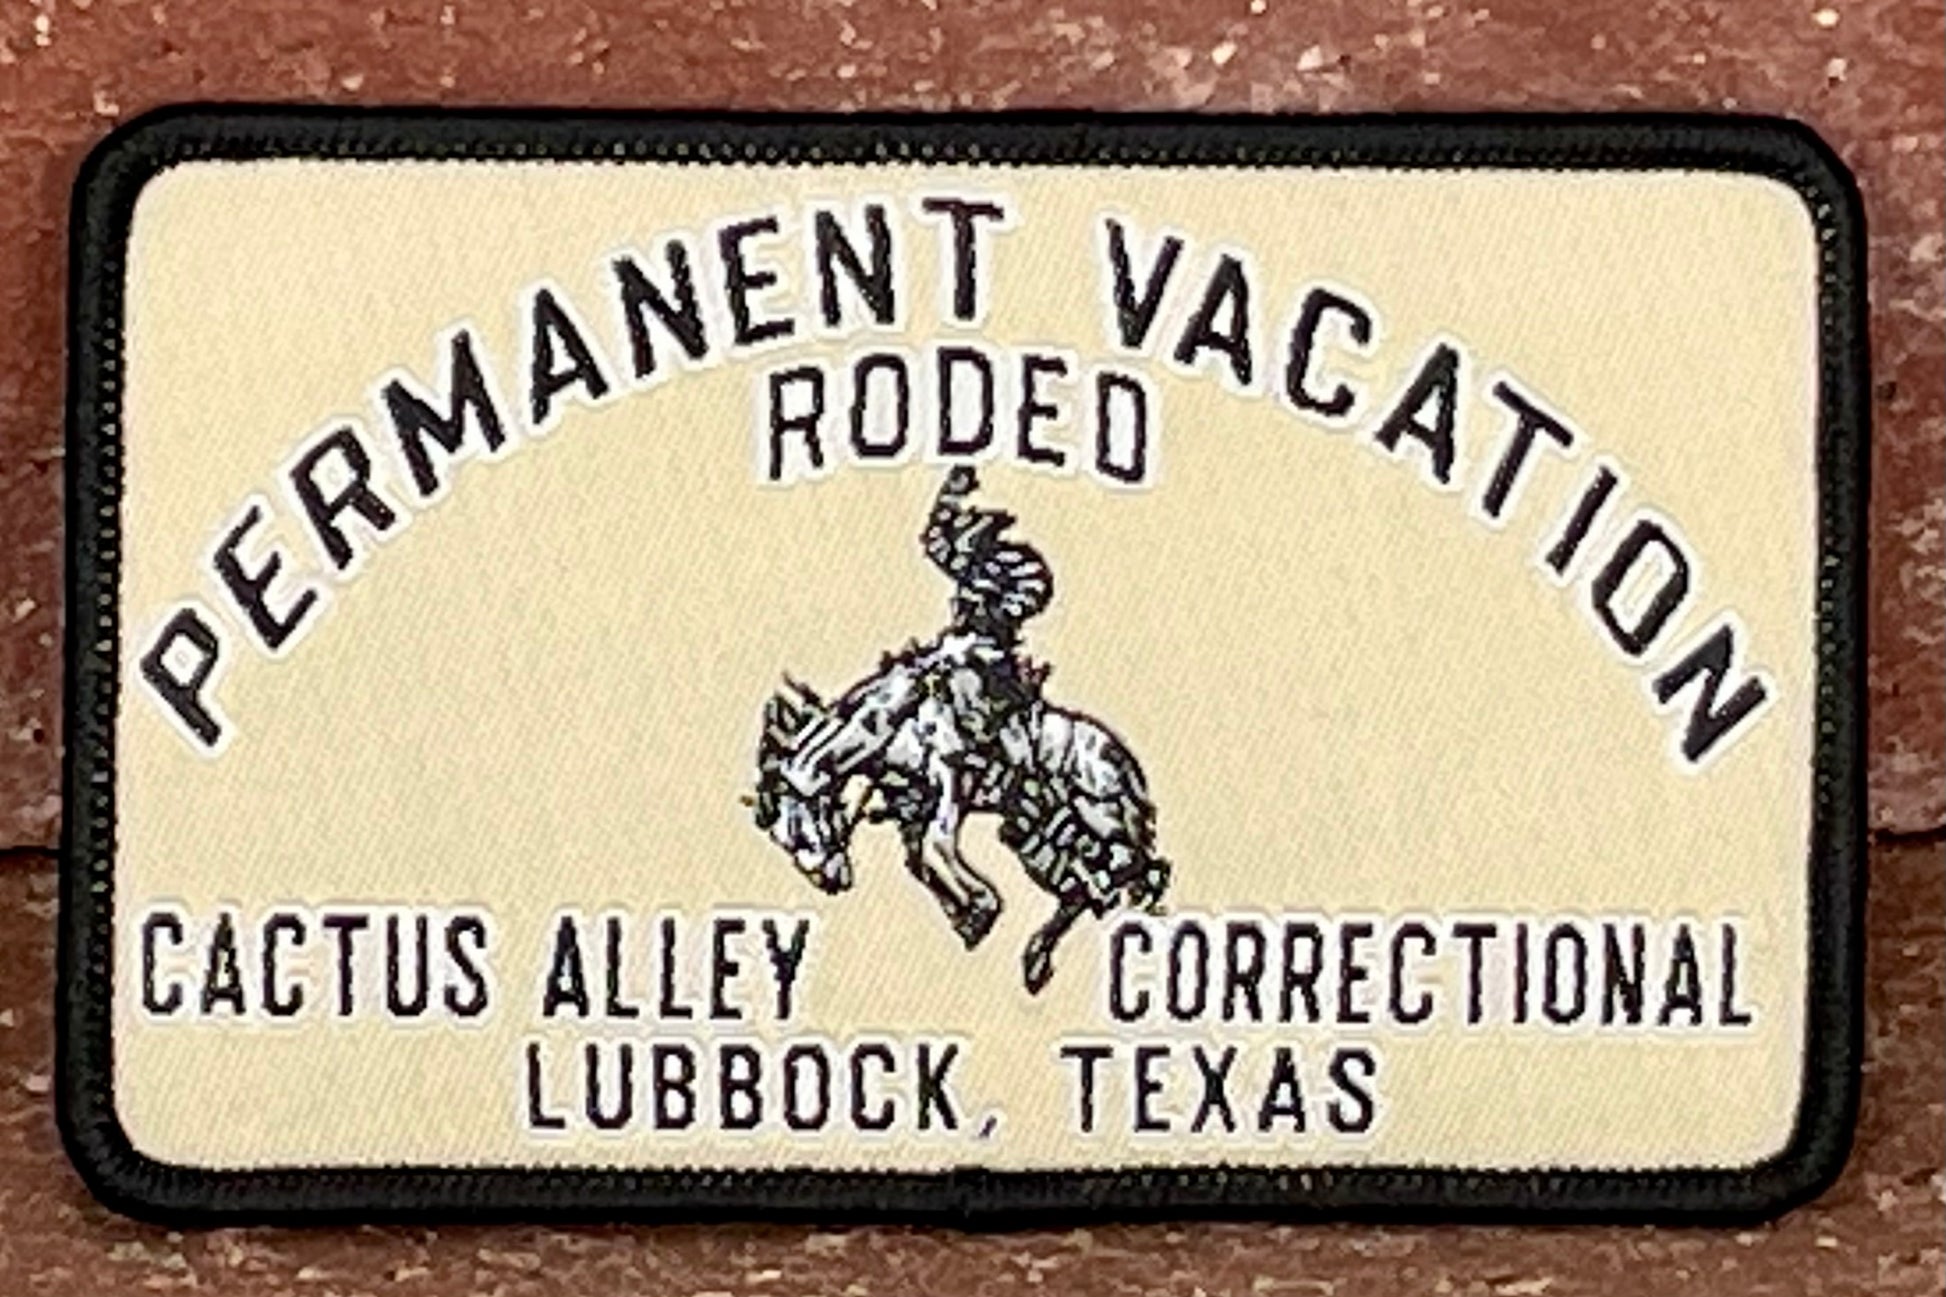 PERMANENT VACATION
RODEO
CACTUS ALLEY CORRECTIONAL
LUBBOCK, TEXAS